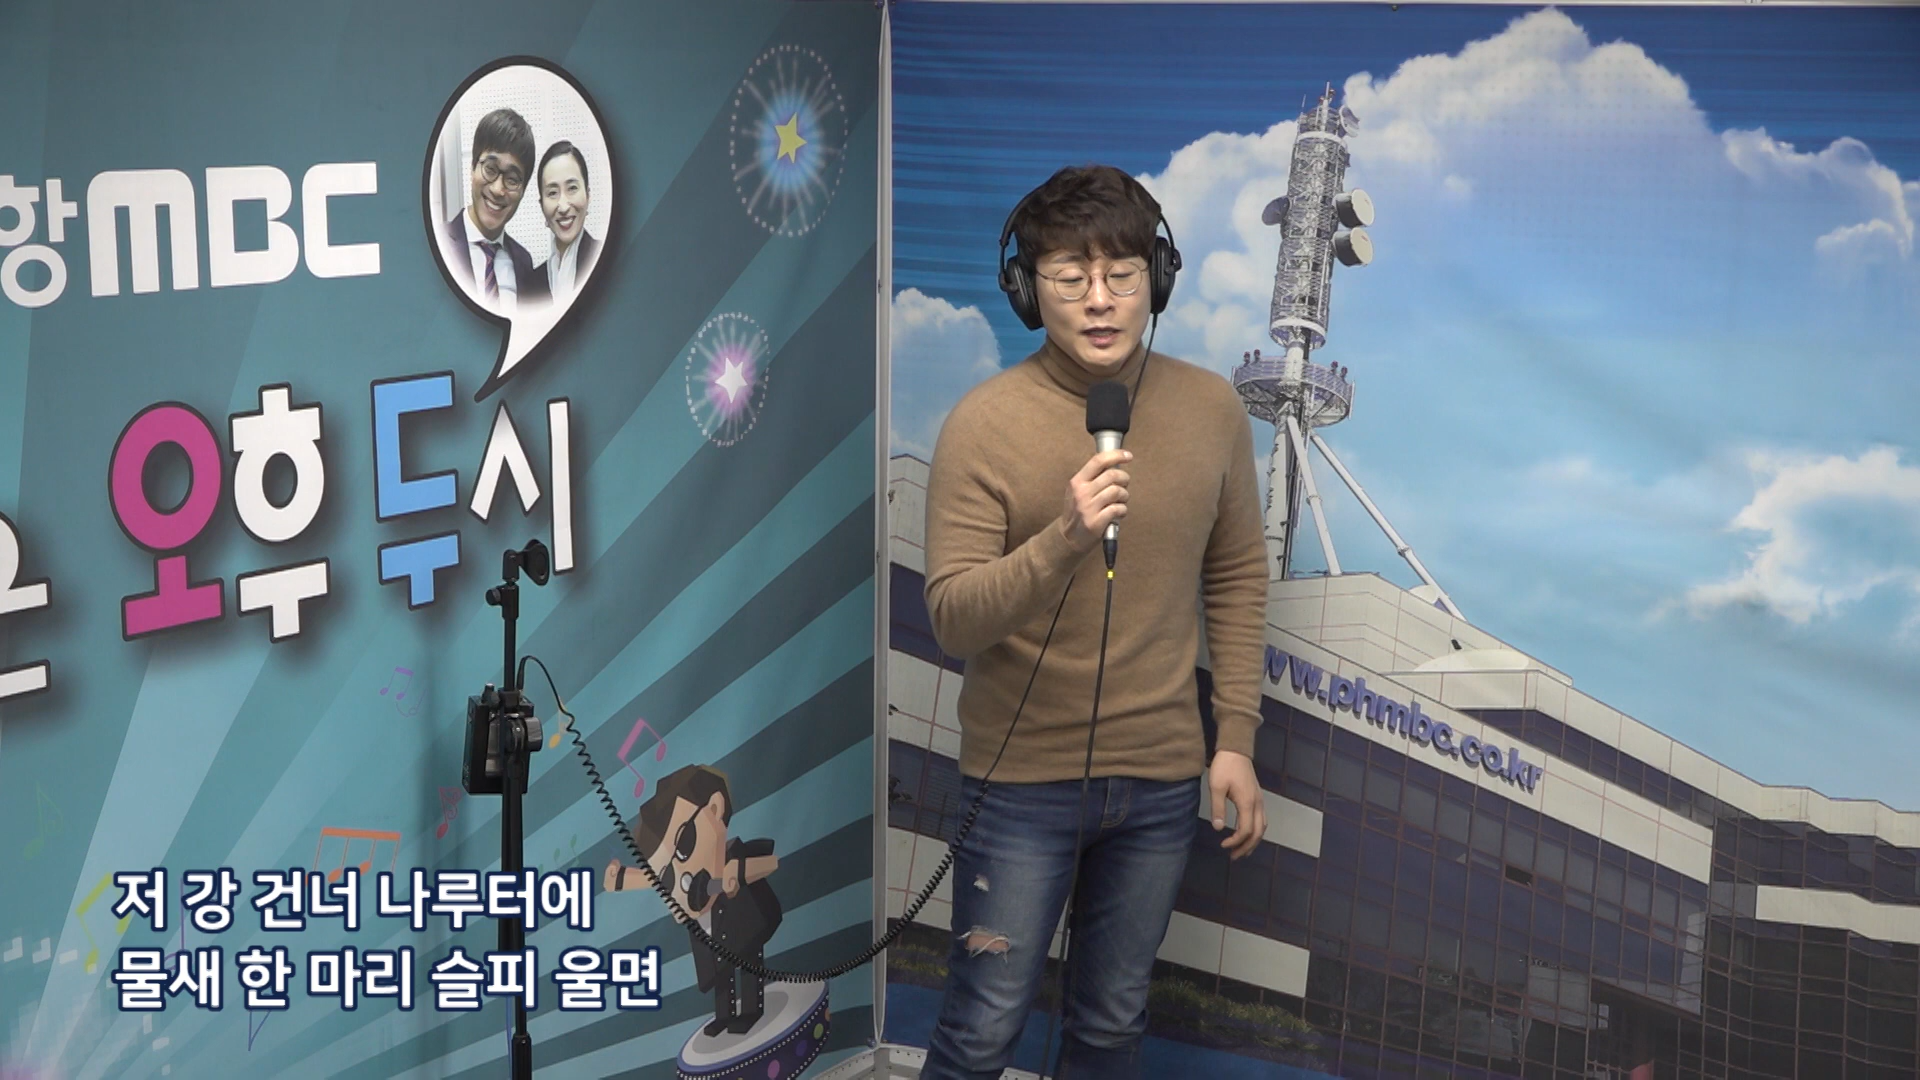 항MBC
은 오후 두시
www.phmbc.co.kr
저 강 건너 나루터에
물새 한 마리 슬피 울면